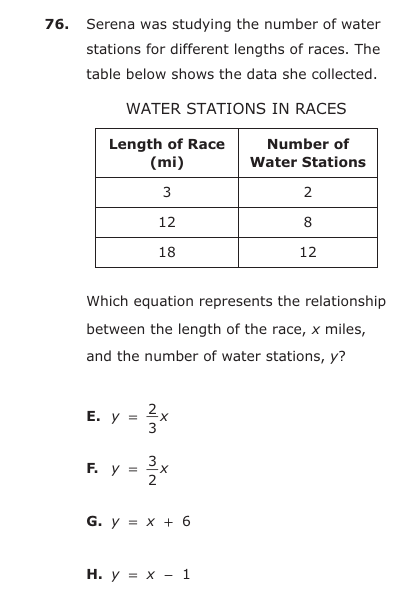 76. Serena was studying the number of water
stations for different lengths of races. The
table below shows the data she collected.
WATER STATIONS IN RACES
Length of Race (mi) | Number of Water Stations
3 | 2
12 | 8
18 | 12
Which equation represents the relationship
between the length of the race, x miles,
and the number of water stations, y?
E. y = 2/3 x
F. y = 3/2 x
G. y = x + 6
H. y = x − 1